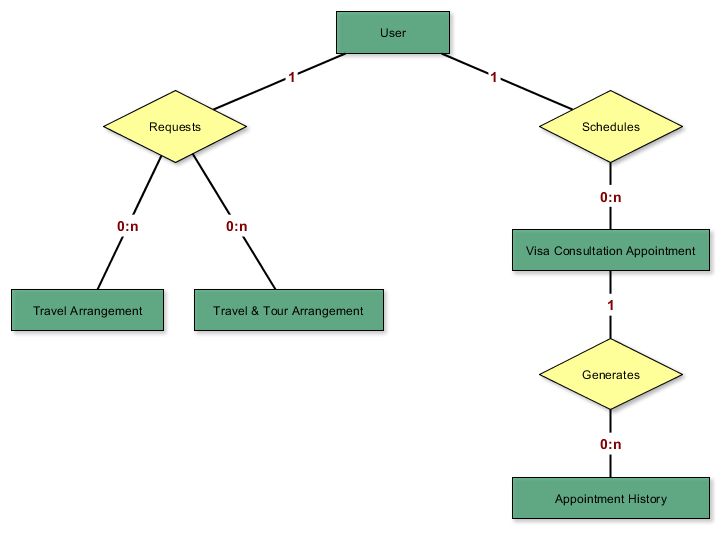 User
1
1
Requests
Schedules
0:n
0:n
0:n
Visa Consultation Appointment
Travel Arrangement
Travel & Tour Arrangement
1
Generates
0:n
Appointment History